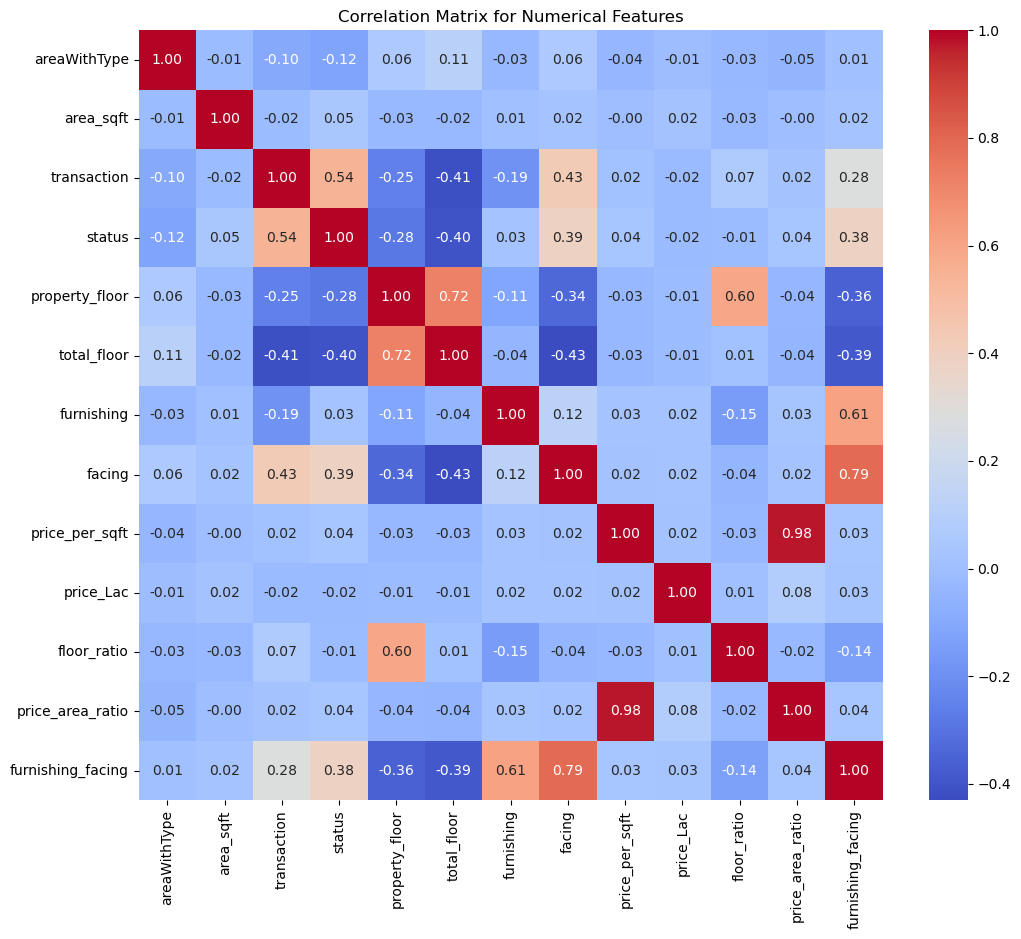 Correlation Matrix for Numerical Features
areaWithType 1.00 -0.01 -0.10 -0.12 0.06 0.11 -0.03 0.06 -0.04 -0.01 -0.03 -0.05 0.01
area_sqft -0.01 1.00 -0.02 0.05 -0.03 -0.02 0.01 0.02 -0.00 0.02 -0.03 -0.00 0.02
transaction -0.10 -0.02 1.00 0.54 -0.25 -0.41 -0.19 0.43 0.02 -0.02 0.07 0.02 0.28
status -0.12 0.05 0.54 1.00 -0.28 -0.40 0.03 0.39 0.04 -0.02 -0.01 0.04 0.38
property_floor 0.06 -0.03 -0.25 -0.28 1.00 0.72 -0.11 -0.34 -0.03 -0.01 0.60 -0.04 -0.36
total_floor 0.11 -0.02 -0.41 -0.40 0.72 1.00 -0.04 -0.43 -0.03 -0.01 0.01 -0.04 -0.39
furnishing -0.03 0.01 -0.19 0.03 -0.11 -0.04 1.00 0.12 0.03 0.02 -0.15 0.03 0.61
facing 0.06 0.02 0.43 0.39 -0.34 -0.43 0.12 1.00 0.02 0.02 -0.04 0.02 0.79
price_per_sqft -0.04 -0.00 0.02 0.04 -0.03 -0.03 0.03 0.02 1.00 0.02 -0.03 0.98 0.03
price_Lac -0.01 0.02 -0.02 -0.02 -0.01 -0.01 0.02 0.02 0.02 1.00 0.01 0.08 0.03
floor_ratio -0.03 -0.03 0.07 -0.01 0.60 0.01 -0.15 -0.04 -0.03 0.01 1.00 -0.02 -0.14
price_area_ratio -0.05 -0.00 0.02 0.04 -0.04 -0.04 0.03 0.02 0.98 0.08 -0.02 1.00 0.04
furnishing_facing 0.01 0.02 0.28 0.38 -0.36 -0.39 0.61 0.79 0.03 0.03 -0.14 0.04 1.00
areaWithType
area_sqft
transaction
status
property_floor
total_floor
furnishing
facing
price_per_sqft
price_Lac
floor_ratio
price_area_ratio
furnishing_facing
1.0
0.8
0.6
0.4
0.2
0.0
−0.2
−0.4